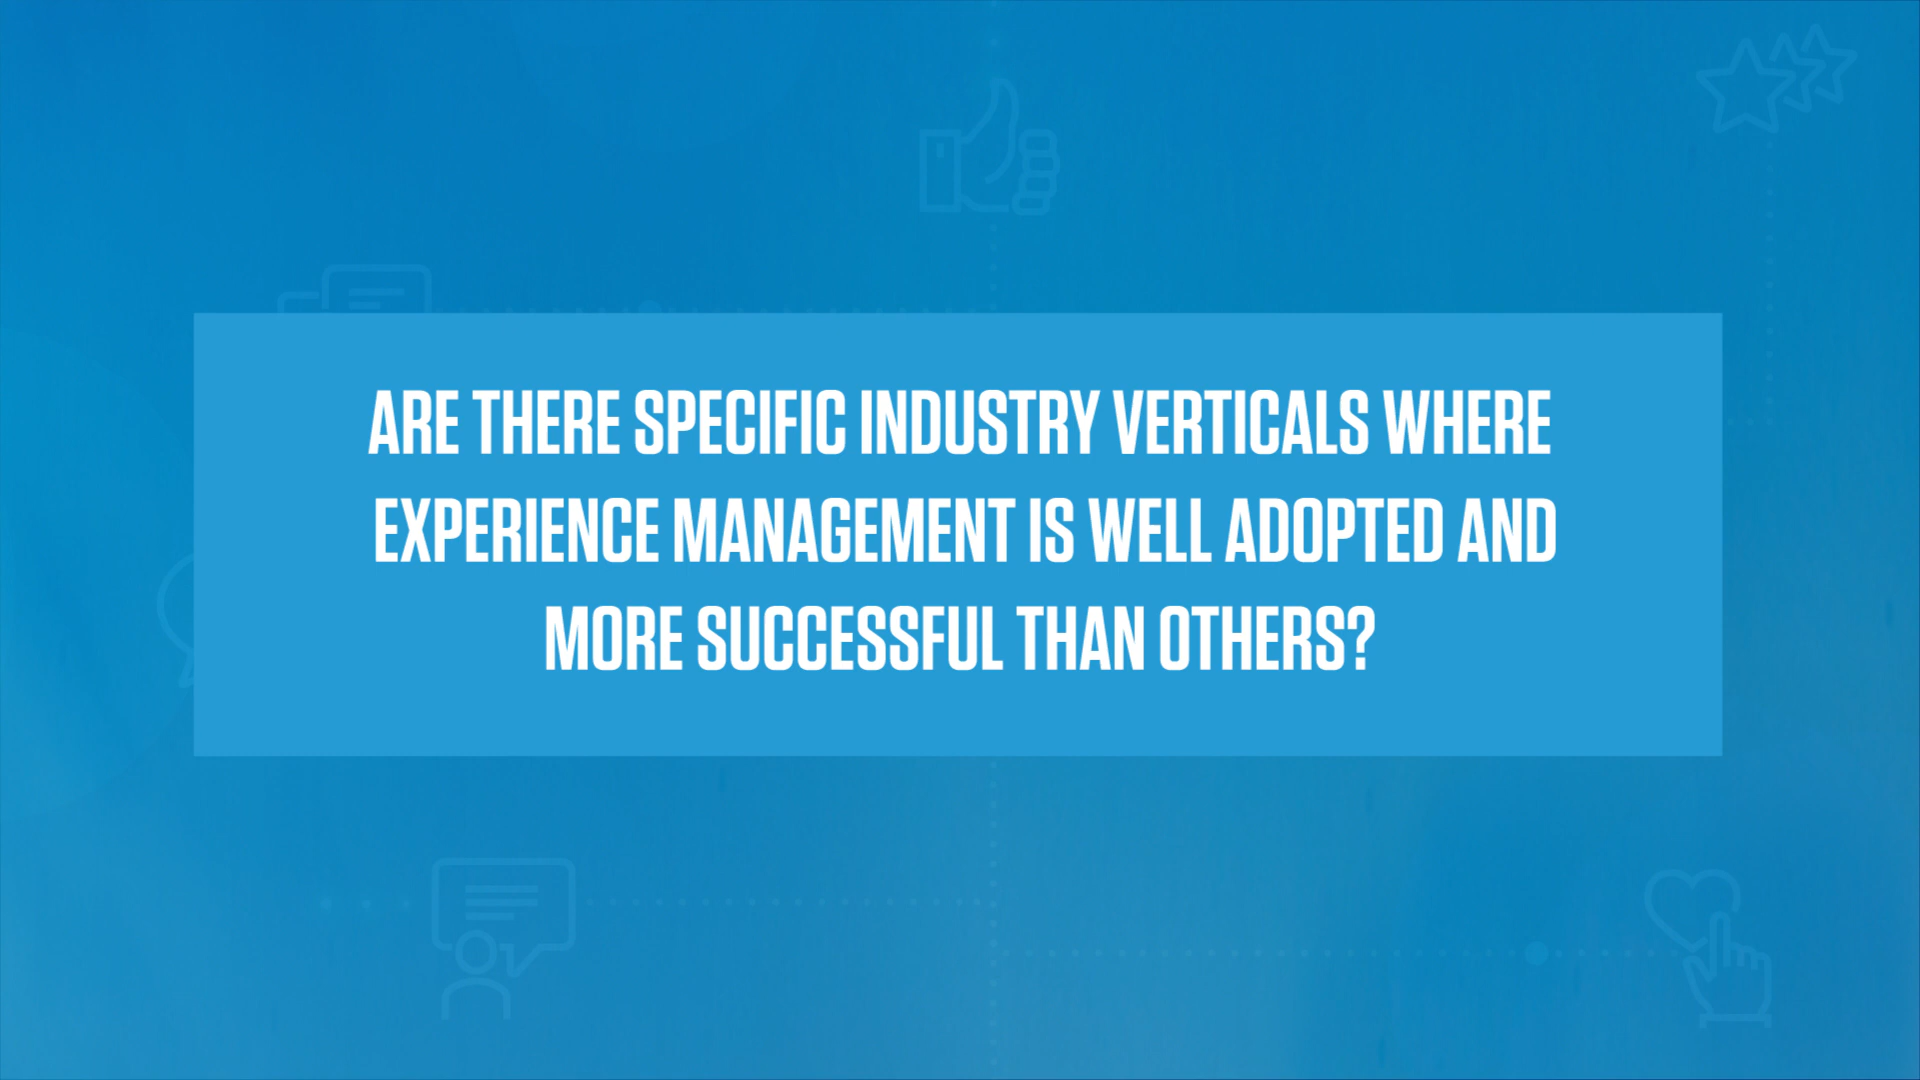 ARE THERE SPECIFIC INDUSTRY VERTICALS WHERE
EXPERIENCE MANAGEMENT IS WELL ADOPTED AND
MORE SUCCESSFUL THAN OTHERS?